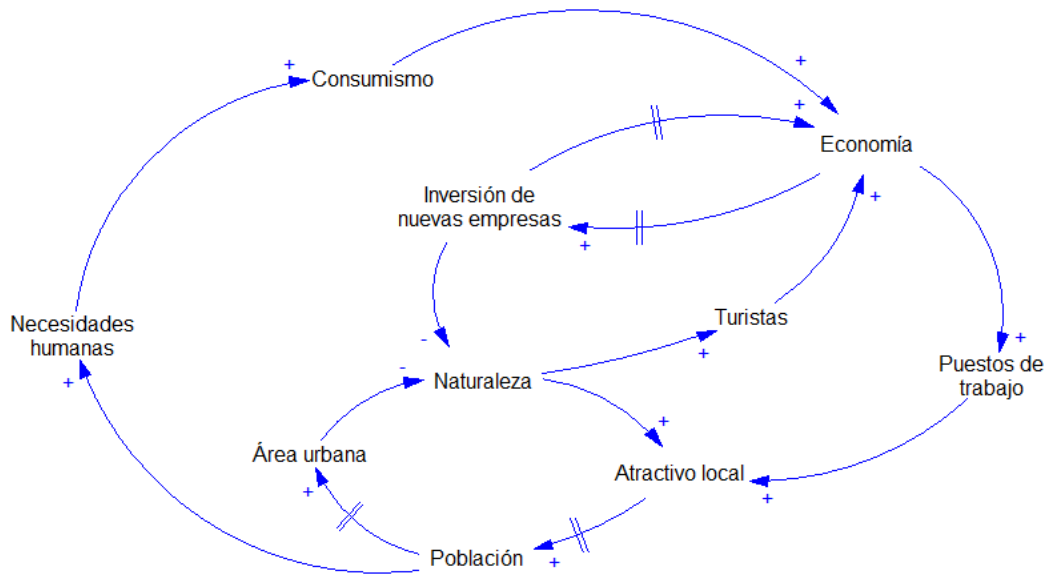 Consumismo
+
+
+
Economía
Inversión de
nuevas empresas
+
+
Necesidades
humanas
+
-
Turistas
+
+
Puestos de
trabajo
-
Naturaleza
+
Área urbana
+
Atractivo local
+
Población
+